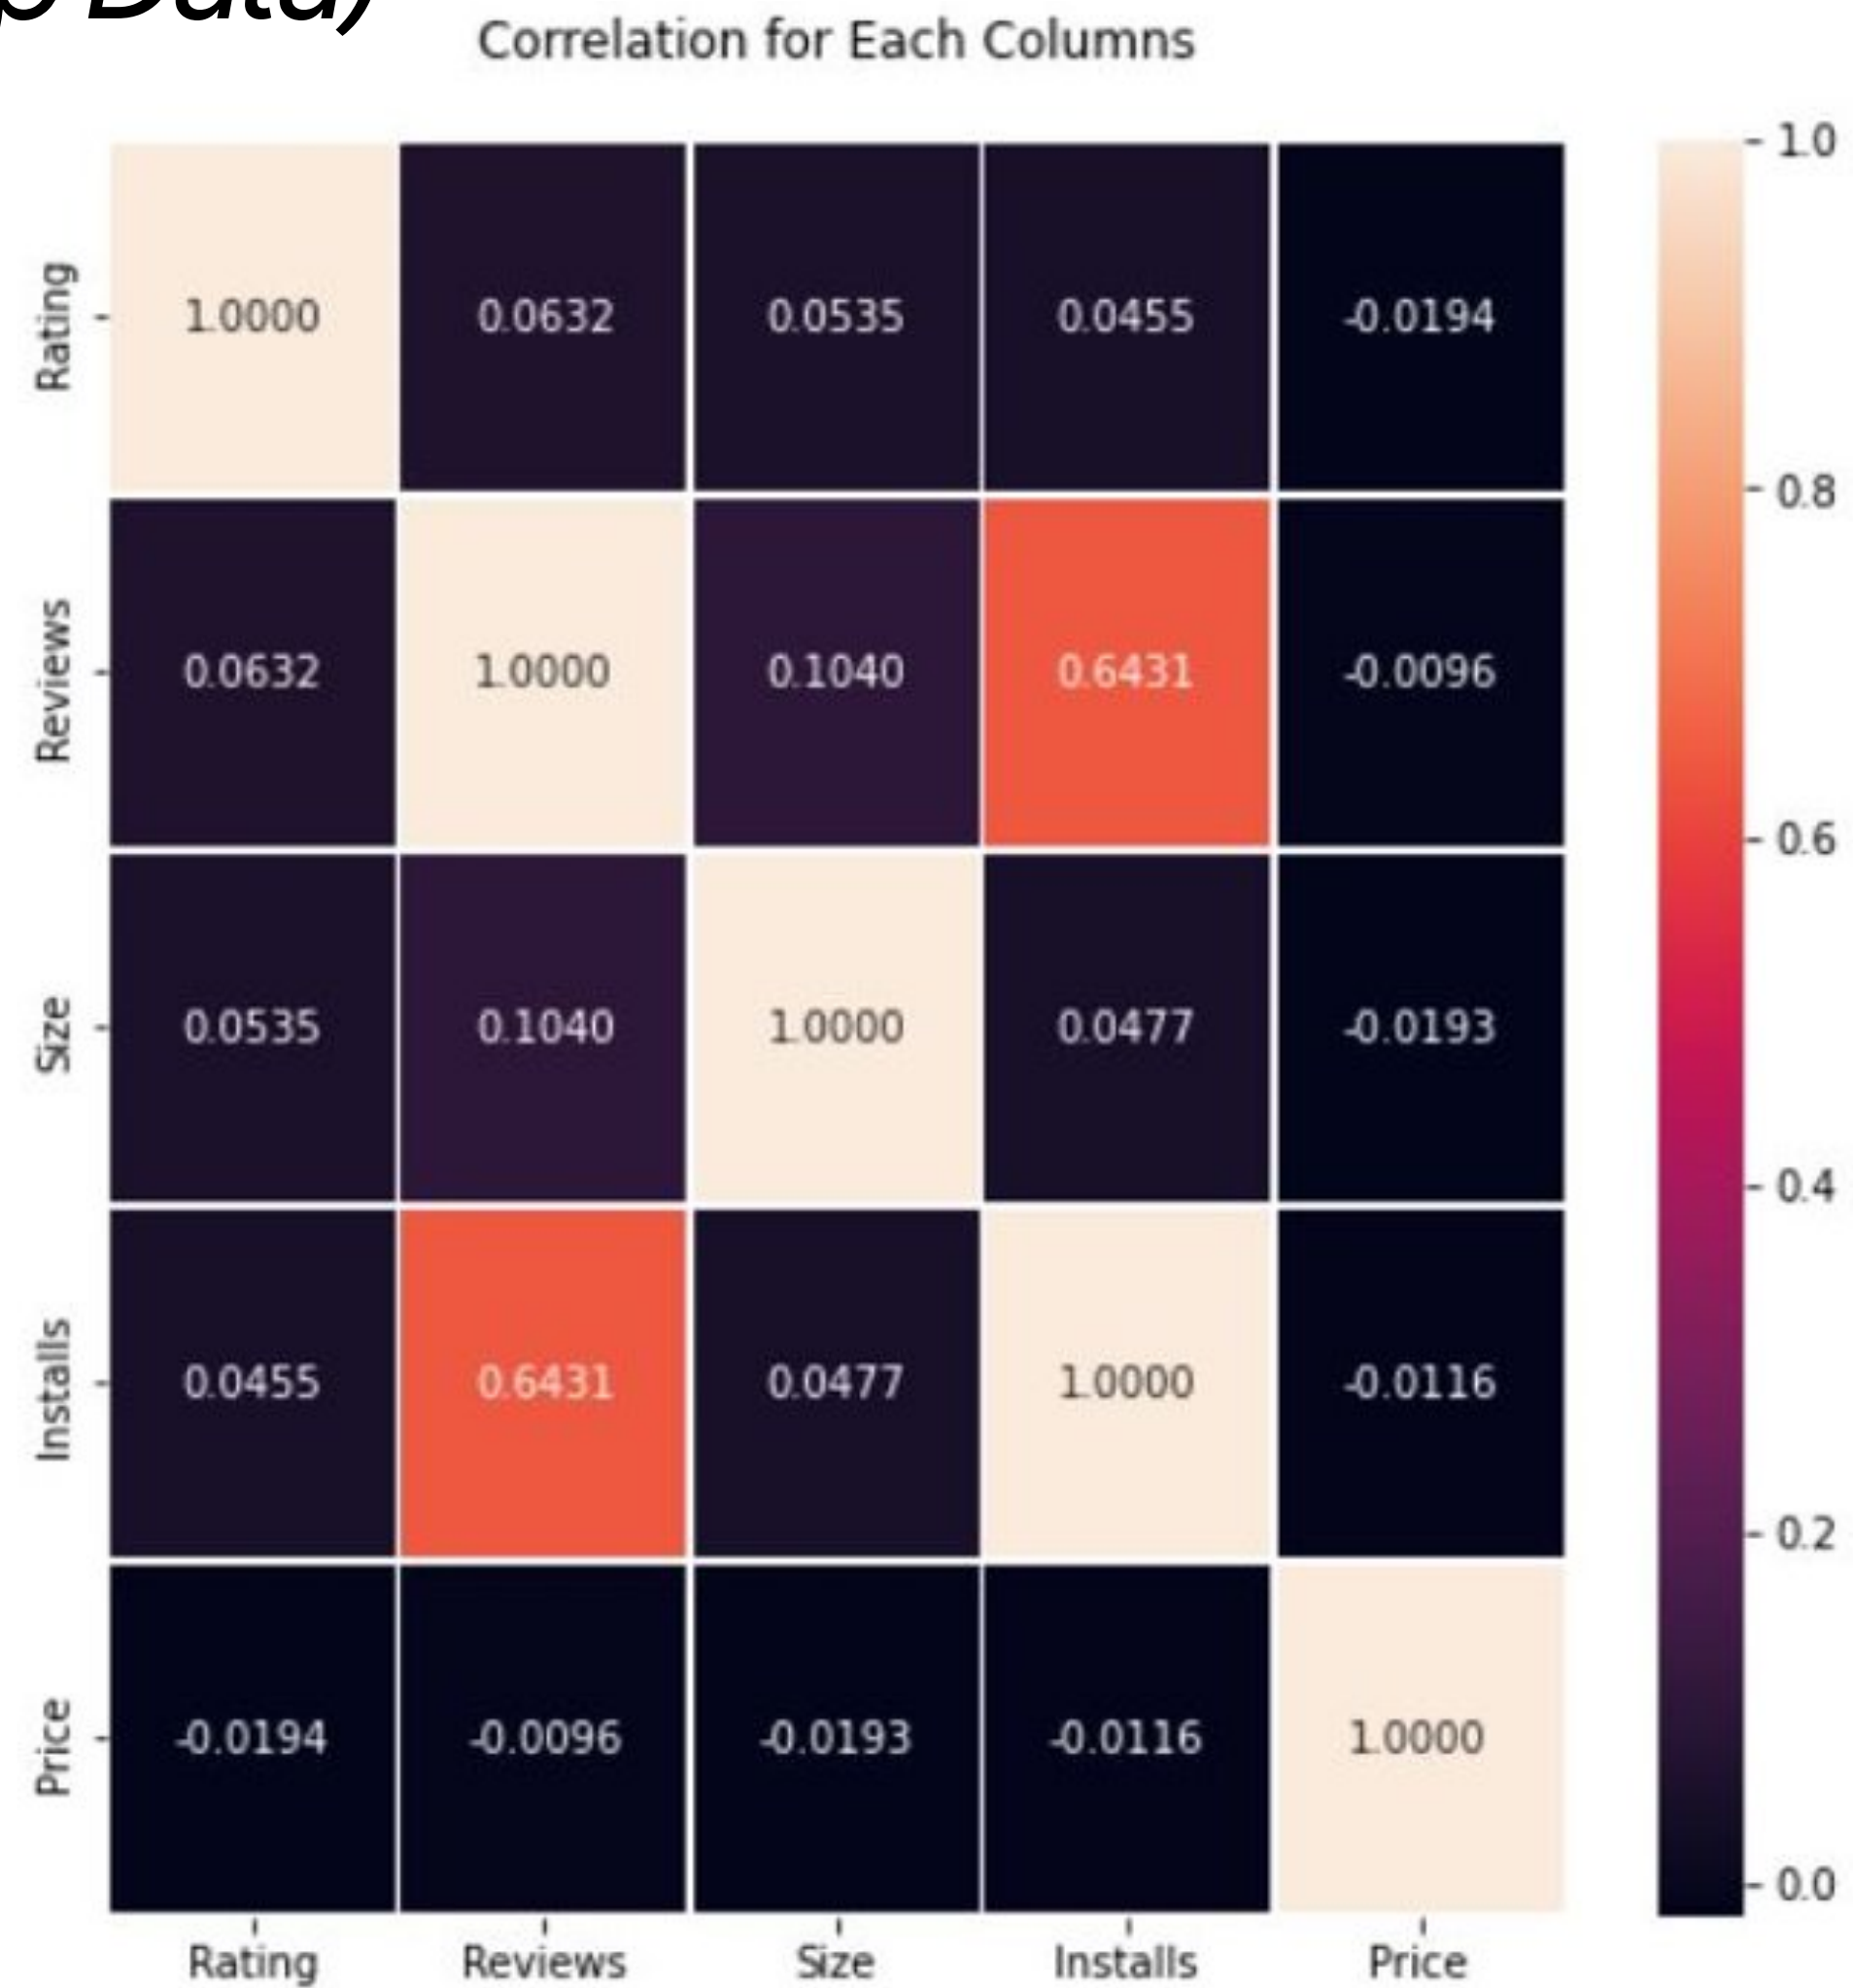 Data)
Correlation for Each Columns
1.0
Rating 1.0000 0.0632 0.0535 0.0455 -0.0194
0.8
Reviews 0.0632 1.0000 0.1040 0.6431 -0.0096
0.6
Size 0.0535 0.1040 1.0000 0.0477 -0.0193
0.4
Installs 0.0455 0.6431 0.0477 1.0000 -0.0116
0.2
Price -0.0194 -0.0096 -0.0193 -0.0116 1.0000
0.0
Rating Reviews Size Installs Price